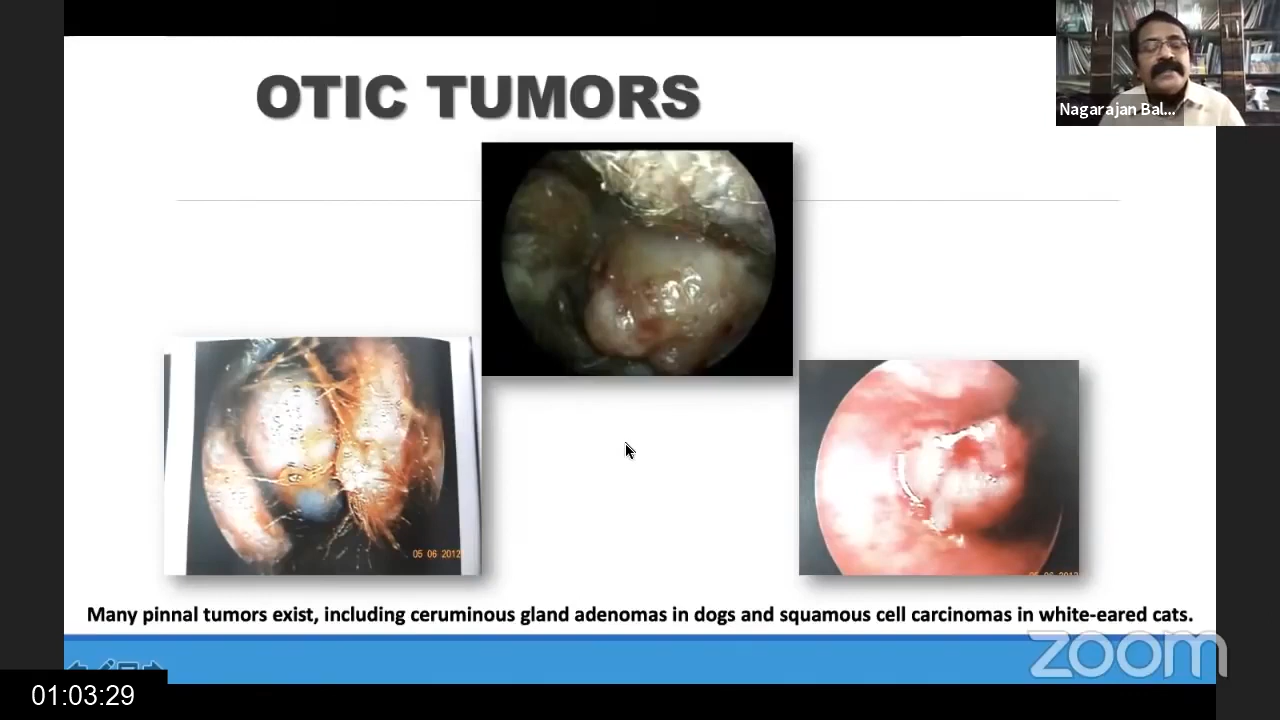 OTIC TUMORS
Nagarajan Bal...
05 06 2012
Many pinnal tumors exist, including ceruminous gland adenomas in dogs and squamous cell carcinomas in white-eared cats.
zoom
01:03:29